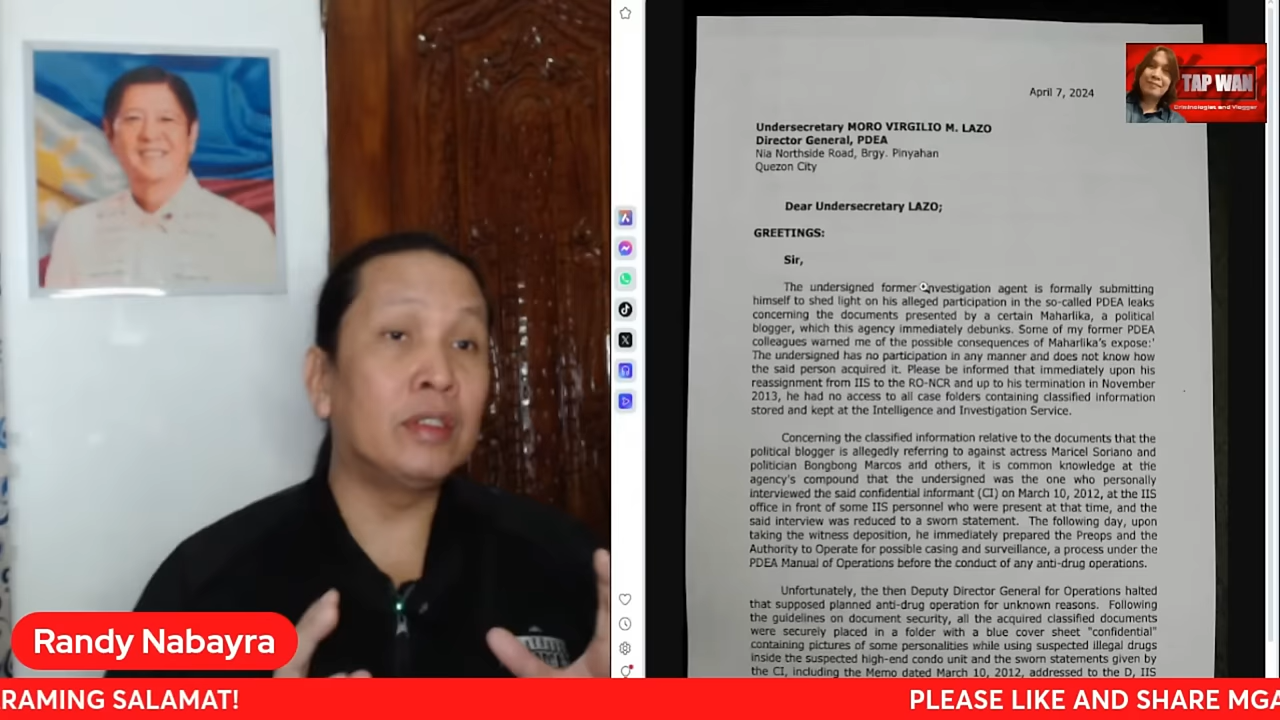 April 7, 2024
TAP WAN
Criminologist and Vlogger
Undersecretary MORO VIRGILIO M. LAZO
Director General, PDEA
Nia Northside Road, Brgy. Pinyahan
Quezon City
Dear Undersecretary LAZO;
GREETINGS:
Sir,
The undersigned former investigation agent is formally submitting
himself to shed light on his alleged participation in the so-called PDEA leaks
concerning the documents presented by a certain Maharlika, a political
blogger, which this agency immediately debunks. Some of my former PDEA
colleagues warned me of the possible consequences of Maharlika's expose:'
The undersigned has no participation in any manner and does not know how
the said person acquired it. Please be informed that immediately upon his
reassignment from IIS to the RO-NCR and up to his termination in November
2013, he had no access to all case folders containing classified information
stored and kept at the Intelligence and Investigation Service.
Concerning the classified information relative to the documents that the
political blogger is allegedly referring to against actress Maricel Soriano and
politician Bongbong Marcos and others, it is common knowledge at the
agency's compound that the undersigned was the one who personally
interviewed the said confidential informant (CI) on March 10, 2012, at the IIS
office in front of some IIS personnel who were present at that time, and the
said interview was reduced to a sworn statement. The following day, upon
taking the witness deposition, he immediately prepared the Preops and the
Authority to Operate for possible casing and surveillance, a process under the
PDEA Manual of Operations before the conduct of any anti-drug operations.
Unfortunately, the then Deputy Director General for Operations halted
that supposed planned anti-drug operation for unknown reasons. Following
the guidelines on document security, all the acquired classified documents
were securely placed in a folder with a blue cover sheet "confidential"
containing pictures of some personalities while using suspected illegal drugs
inside the suspected high-end condo unit and the sworn statements given by
the CI, including the Memo dated March 10, 2012, addressed to the D, IIS
Randy Nabayra
RAMING SALAMAT! PLEASE LIKE AND SHARE MGA